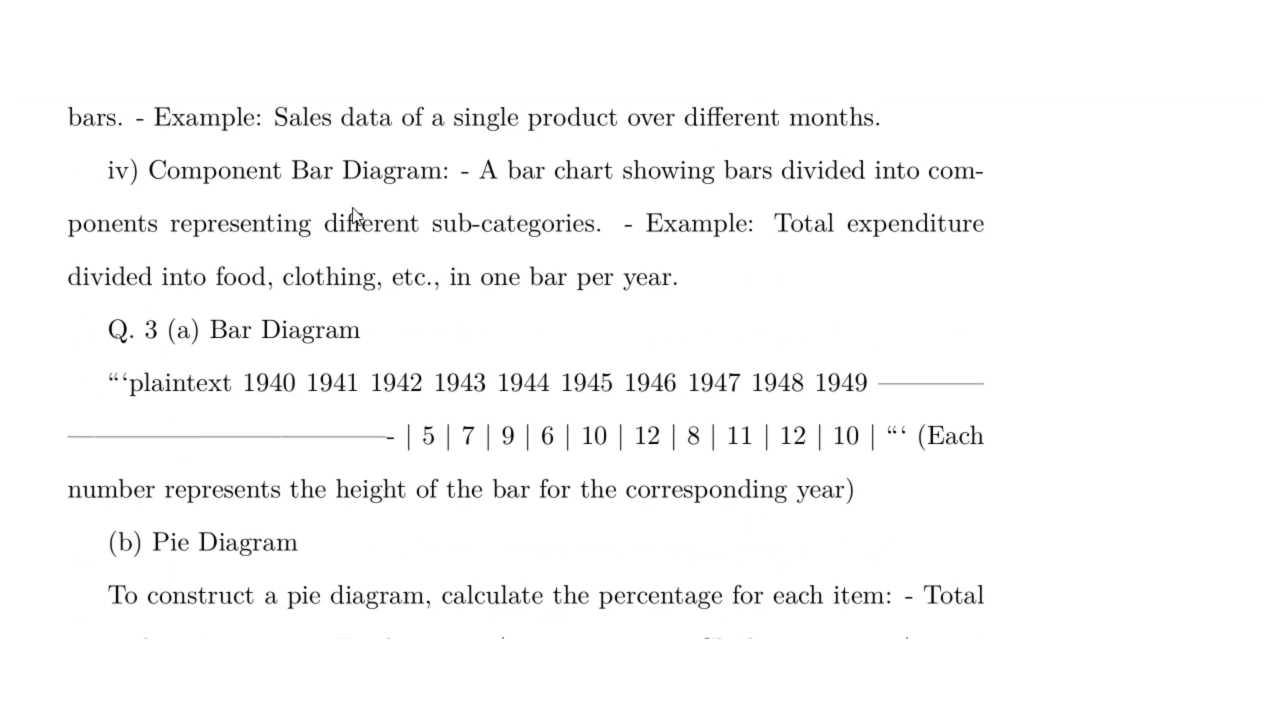 bars. - Example: Sales data of a single product over different months.
iv) Component Bar Diagram: - A bar chart showing bars divided into com-
ponents representing different sub-categories. - Example: Total expenditure
divided into food, clothing, etc., in one bar per year.
Q. 3 (a) Bar Diagram
“‘plaintext 1940 1941 1942 1943 1944 1945 1946 1947 1948 1949 ————
————————————- | 5 | 7 | 9 | 6 | 10 | 12 | 8 | 11 | 12 | 10 | “‘ (Each
number represents the height of the bar for the corresponding year)
(b) Pie Diagram
To construct a pie diagram, calculate the percentage for each item: - Total